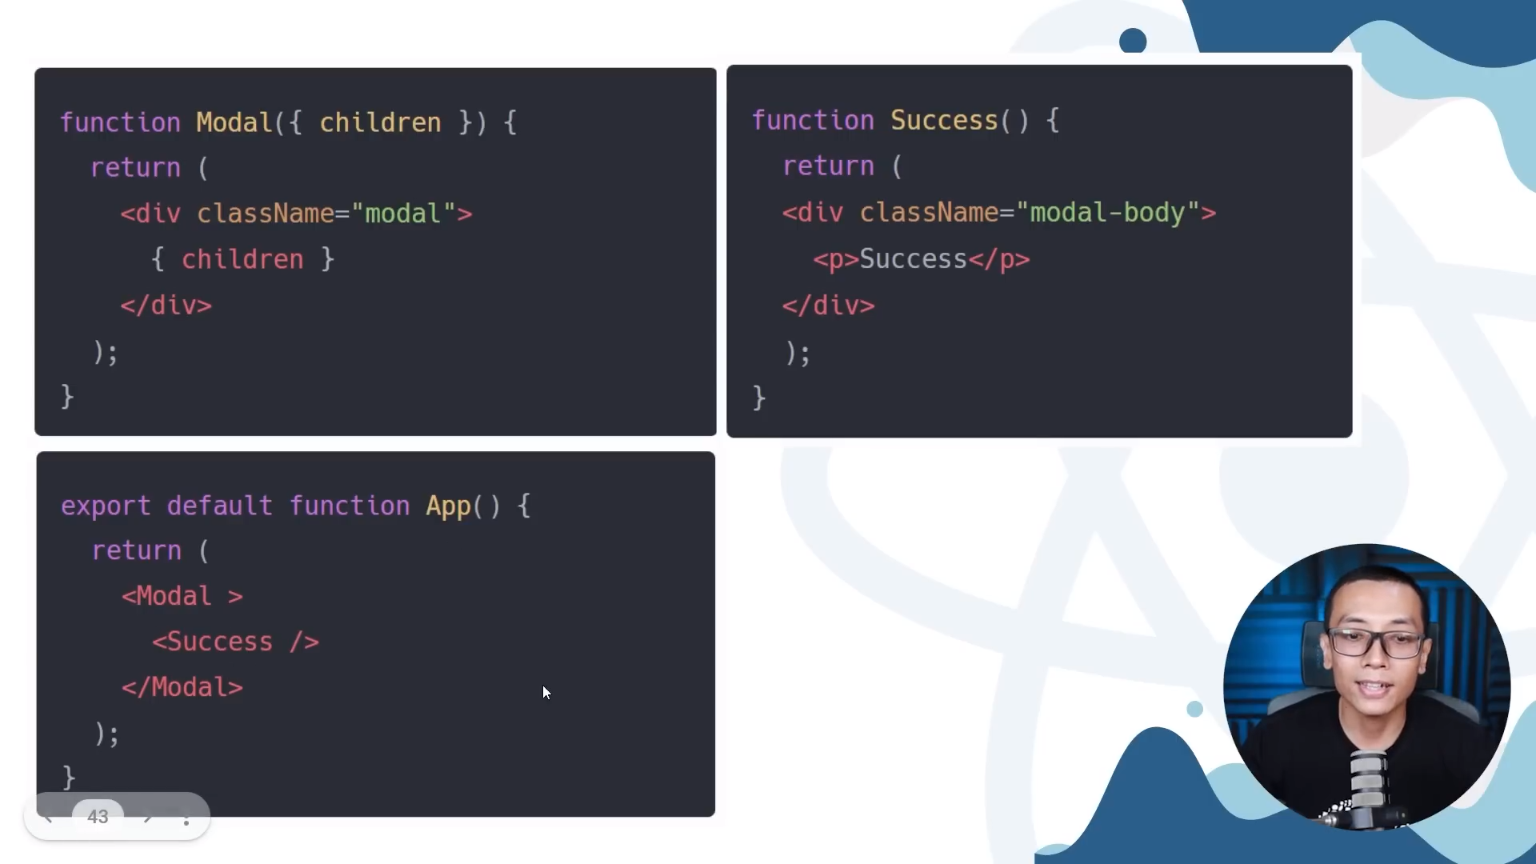 function Modal({ children }) {
return (
<div className="modal">
{ children }
</div>
);
}
function Success() {
return (
<div className="modal-body">
<p>Success</p>
</div>
);
}
export default function App() {
return (
<Modal >
<Success />
</Modal>
);
}
43